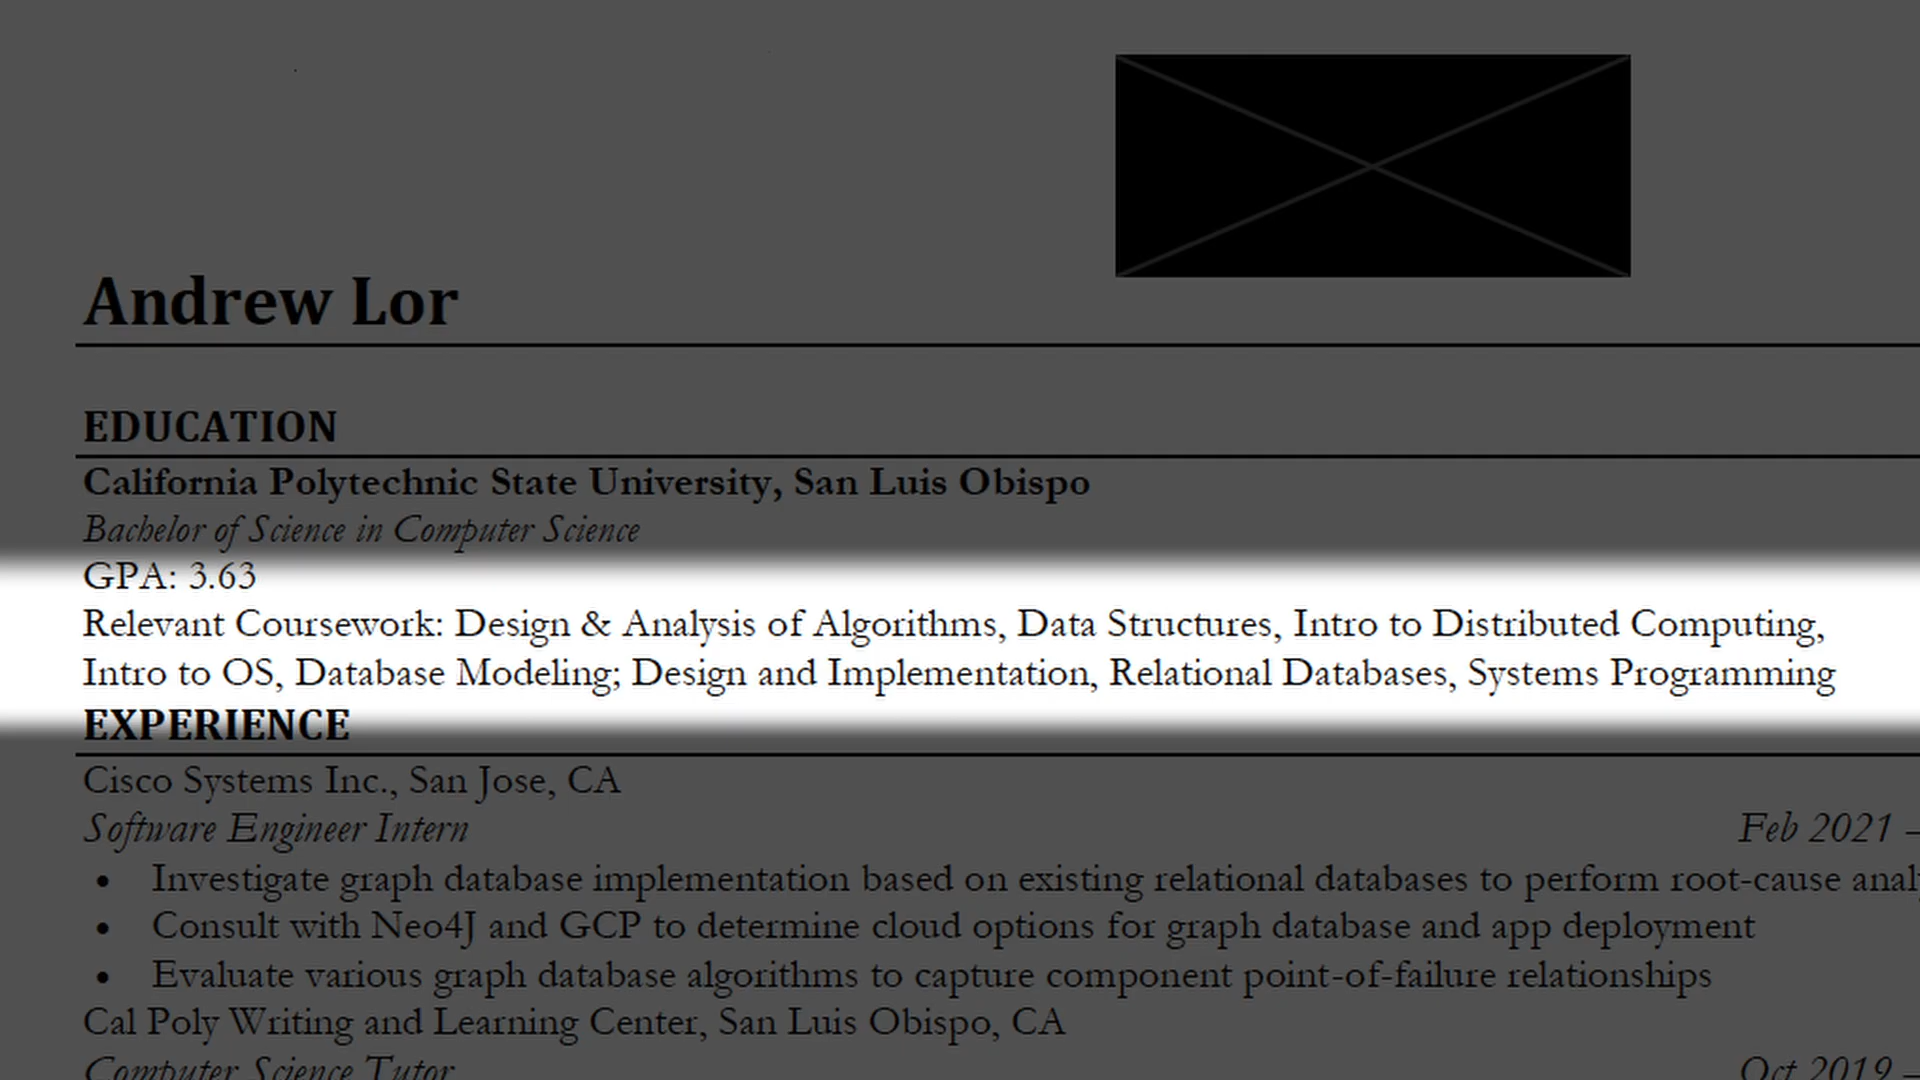 Andrew Lor
EDUCATION
California Polytechnic State University, San Luis Obispo
Bachelor of Science in Computer Science
GPA: 3.63
Relevant Coursework: Design & Analysis of Algorithms, Data Structures, Intro to Distributed Computing,
Intro to OS, Database Modeling; Design and Implementation, Relational Databases, Systems Programming
EXPERIENCE
Cisco Systems Inc., San Jose, CA
Software Engineer Intern Feb 2021 –
• Investigate graph database implementation based on existing relational databases to perform root-cause
• Consult with Neo4J and GCP to determine cloud options for graph database and app deployment
• Evaluate various graph database algorithms to capture component point-of-failure relationships
Cal Poly Writing and Learning Center, San Luis Obispo, CA
Computer Science Tutor Oct 2019 –